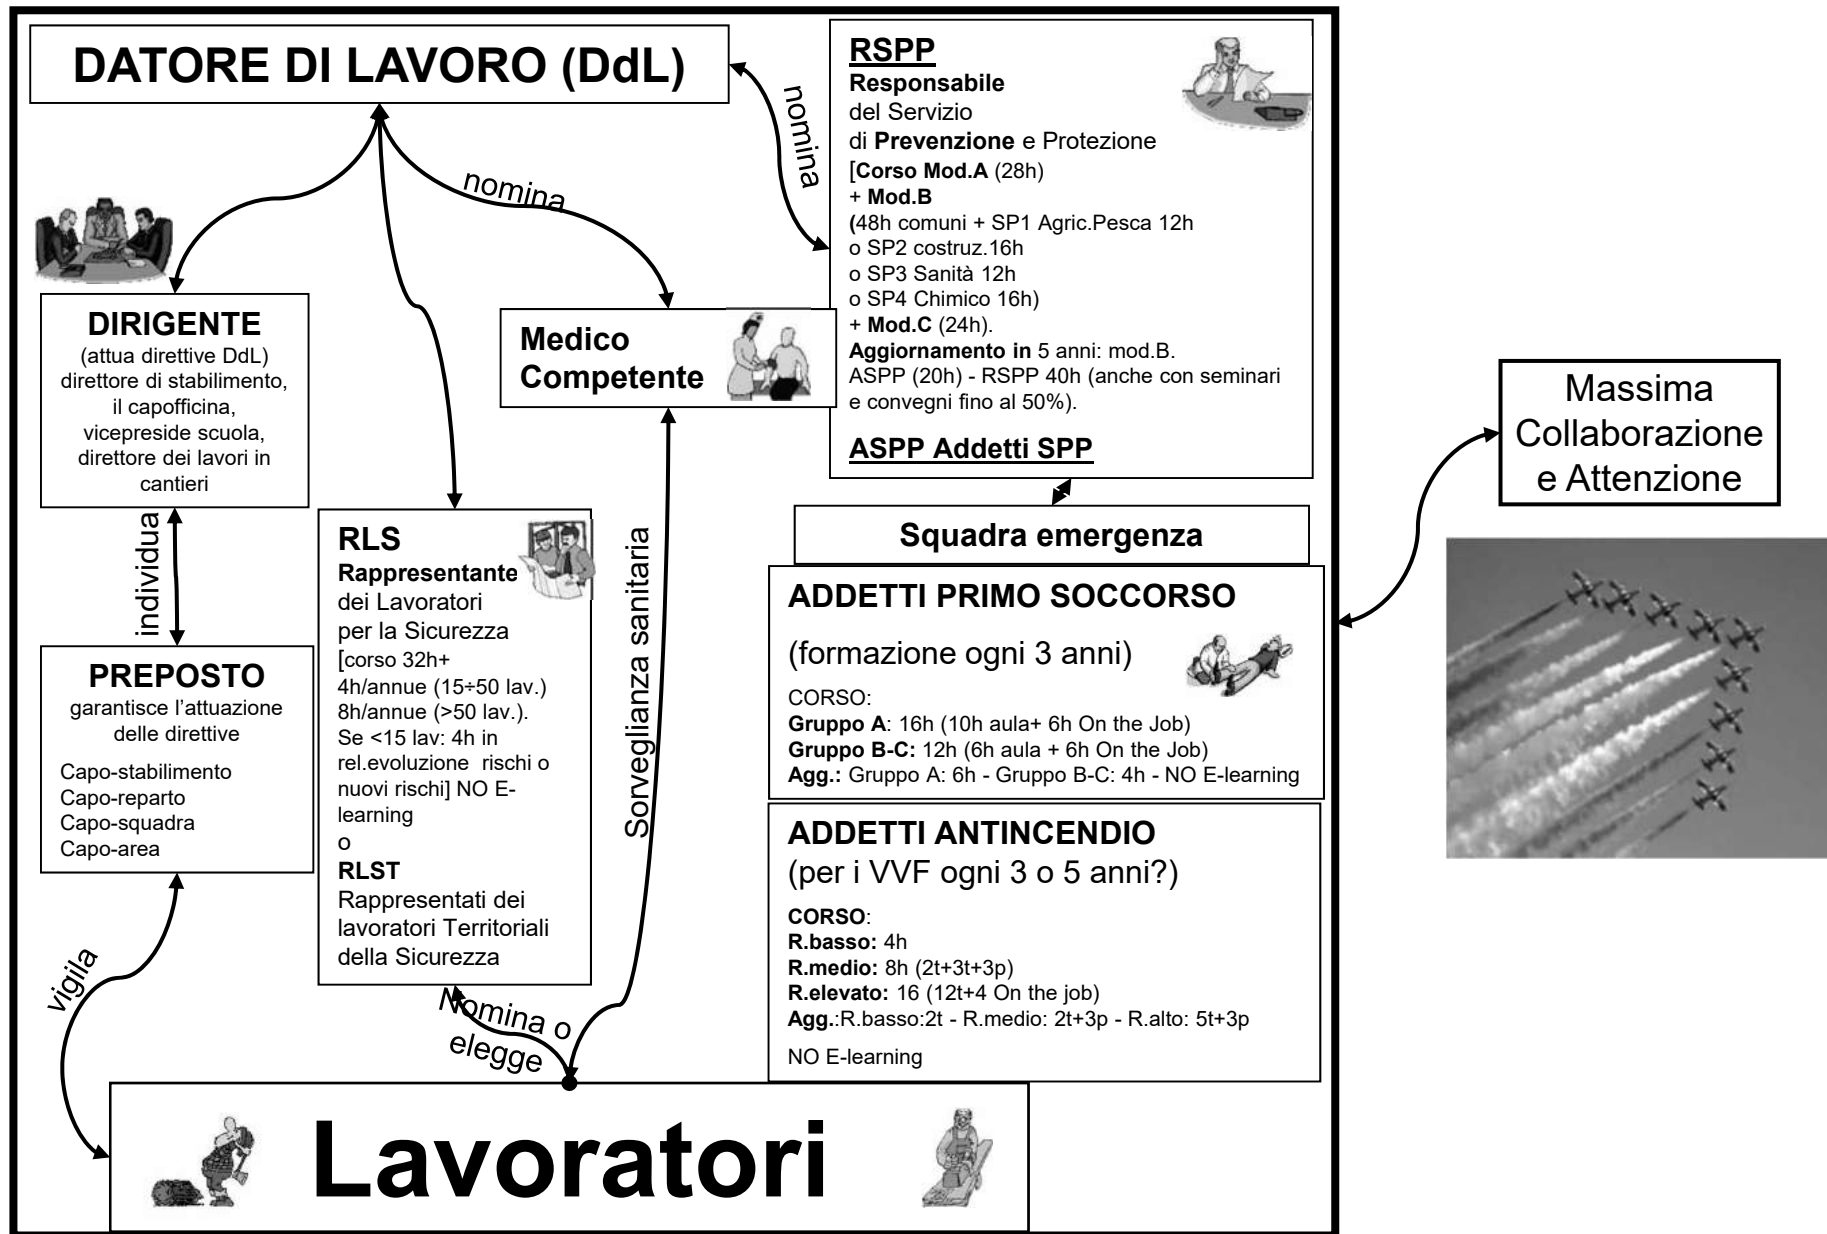 DATORE DI LAVORO (DdL)
nomina
nomina
RSPP
Responsabile
del Servizio
di Prevenzione e Protezione
[Corso Mod.A (28h)
+ Mod.B
(48h comuni + SP1 Agric.Pesca 12h
o SP2 costruz.16h
o SP3 Sanità 12h
o SP4 Chimico 16h)
+ Mod.C (24h).
Aggiornamento in 5 anni: mod.B.
ASPP (20h) - RSPP 40h (anche con seminari
e convegni fino al 50%).
ASPP Addetti SPP
DIRIGENTE
(attua direttive DdL)
direttore di stabilimento,
il capofficina,
vicepreside scuola,
direttore dei lavori in
cantieri
Medico
Competente
Massima
Collaborazione
e Attenzione
individua
RLS
Rappresentante
dei Lavoratori
per la Sicurezza
[corso 32h+
4h/annue (15÷50 lav.)
8h/annue (>50 lav.).
Se <15 lav: 4h in
rel.evoluzione rischi o
nuovi rischi] NO E-
learning
o
RLST
Rappresentati dei
lavoratori Territoriali
della Sicurezza
Sorveglianza sanitaria
Squadra emergenza
ADDETTI PRIMO SOCCORSO
(formazione ogni 3 anni)
CORSO:
Gruppo A: 16h (10h aula+ 6h On the Job)
Gruppo B-C: 12h (6h aula + 6h On the Job)
Agg.: Gruppo A: 6h - Gruppo B-C: 4h - NO E-learning
PREPOSTO
garantisce l’attuazione
delle direttive
Capo-stabilimento
Capo-reparto
Capo-squadra
Capo-area
ADDETTI ANTINCENDIO
(per i VVF ogni 3 o 5 anni?)
CORSO:
R.basso: 4h
R.medio: 8h (2t+3t+3p)
R.elevato: 16 (12t+4 On the job)
Agg.:R.basso:2t - R.medio: 2t+3p - R.alto: 5t+3p
NO E-learning
vigila
Nomina o
elegge
Lavoratori